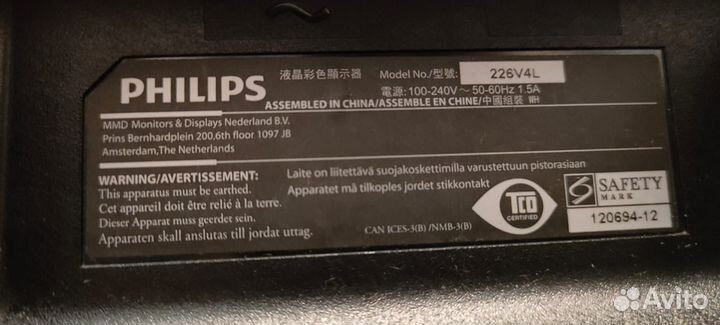 PHILIPS
液晶彩色顯示器 Model No./型號: 226V4L
電源:100-240V ~ 50-60Hz 1.5A
ASSEMBLED IN CHINA/ASSEMBLE EN CHINE/中國組裝 WH
MMD Monitors & Displays Nederland B.V.
Prins Bernhardplein 200,6th floor 1097 JB
Amsterdam,The Netherlands
WARNING/AVERTISSEMENT:
This apparatus must be earthed.
Cet appareil doit être relié à la terre.
Dieser Apparat muss geerdet sein.
Apparaten skall anslutas till jordat uttag.
Laite on liitettävä suojakoskettimilla varustettuun pistorasiaan
Apparatet må tilkoples jordet stikkontakt
CAN ICES-3(B) /NMB-3(B)
TCO
CERTIFIED
S SAFETY
MARK
120694-12
Avito